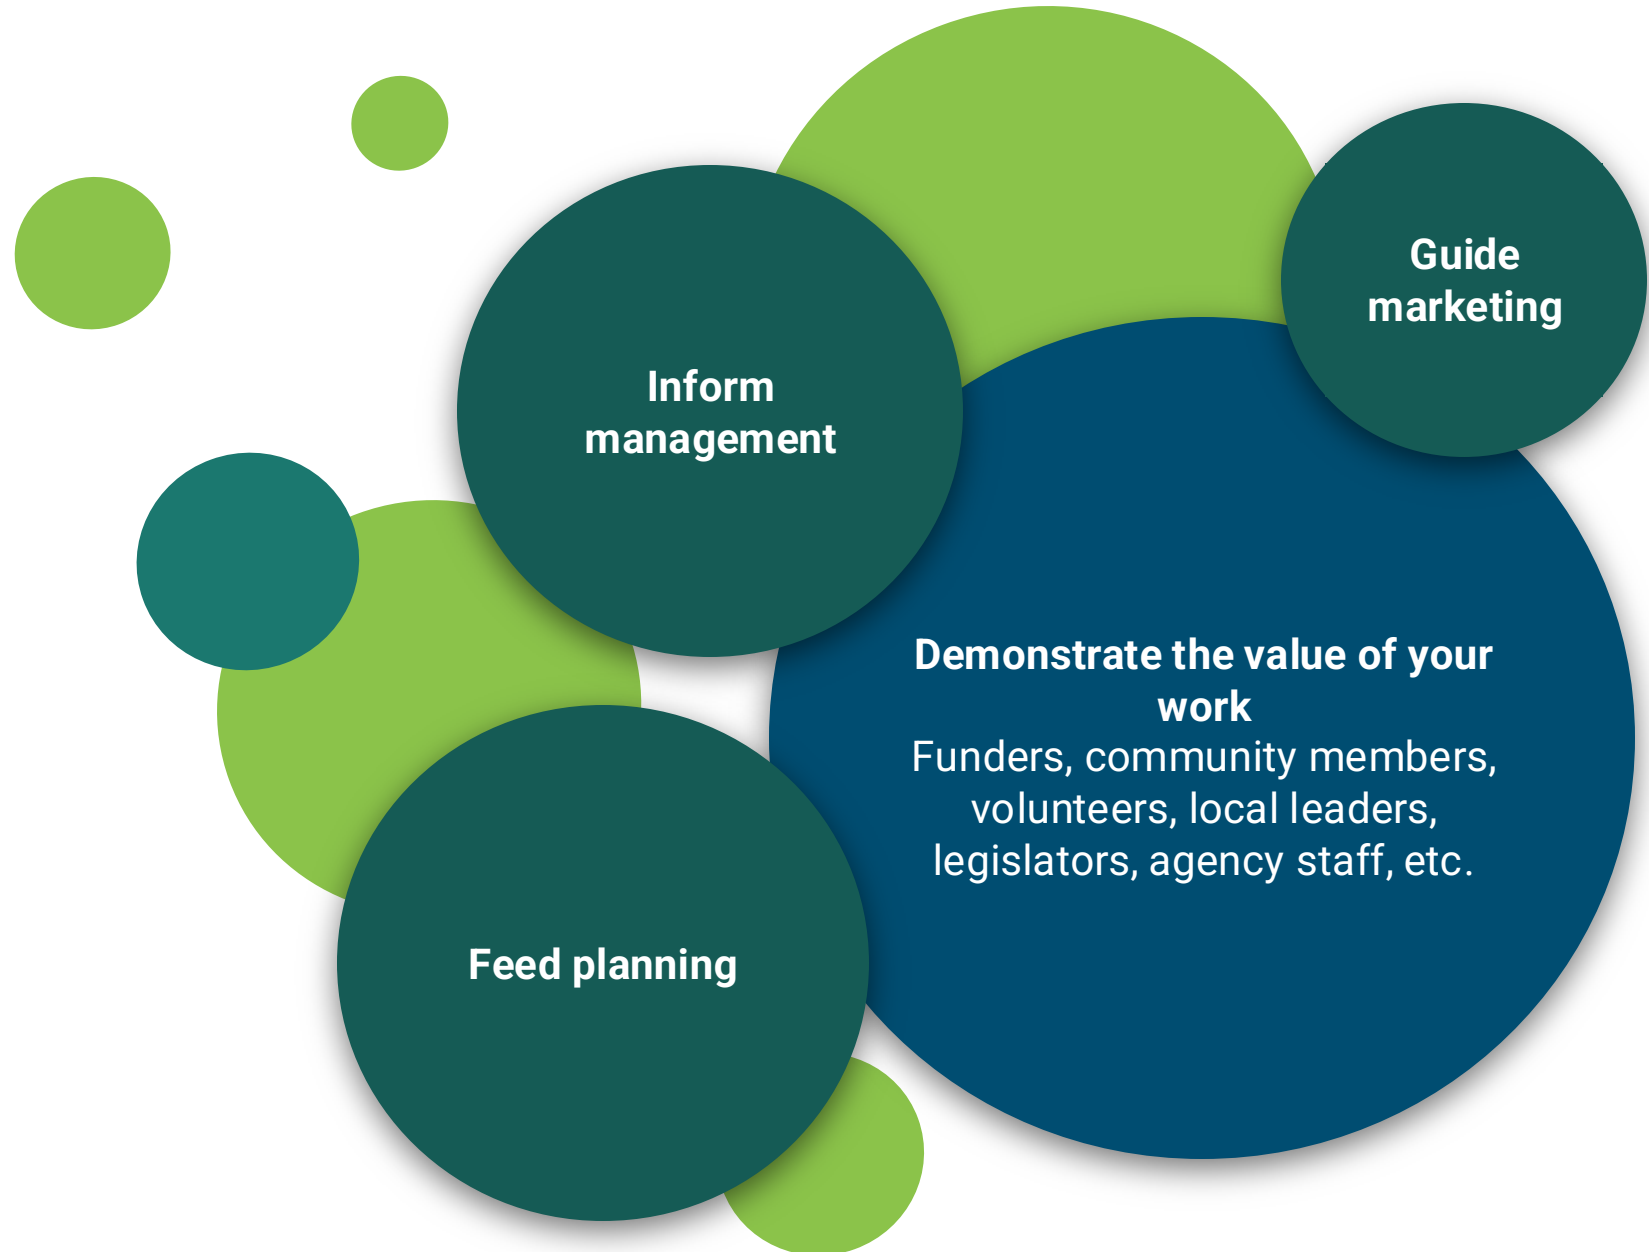 Guide
marketing
Inform
management
Demonstrate the value of your
work
Funders, community members,
volunteers, local leaders,
legislators, agency staff, etc.
Feed planning